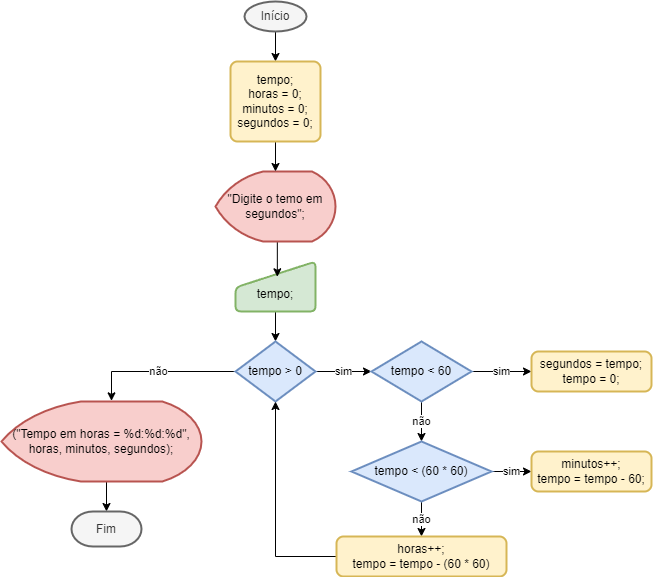 Início
tempo;
horas = 0;
minutos = 0;
segundos = 0;
"Digite o temo em
segundos";
tempo;
tempo > 0
não
sim
tempo < 60
sim
segundos = tempo;
tempo = 0;
não
("Tempo em horas = %d:%d:%d",
horas, minutos, segundos);
tempo < (60 * 60)
sim
minutos++;
tempo = tempo - 60;
não
Fim
horas++;
tempo = tempo - (60 * 60)